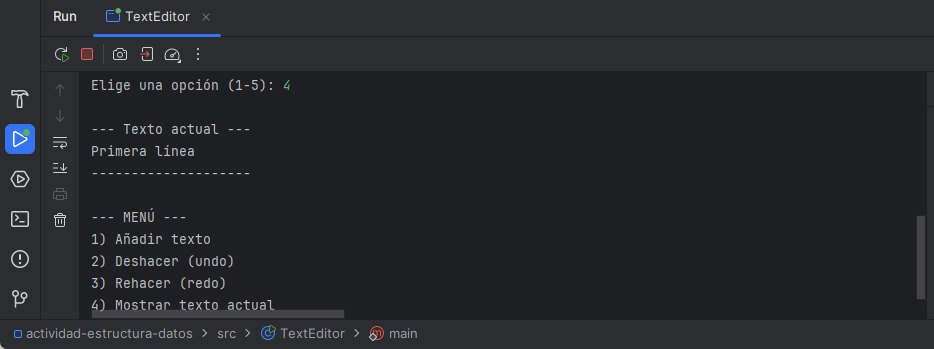 Run TextEditor
Elige una opción (1-5): 4
--- Texto actual ---
Primera línea
--------------------
--- MENÚ ---
1) Añadir texto
2) Deshacer (undo)
3) Rehacer (redo)
4) Mostrar texto actual
actividad-estructura-datos > src > TextEditor > main